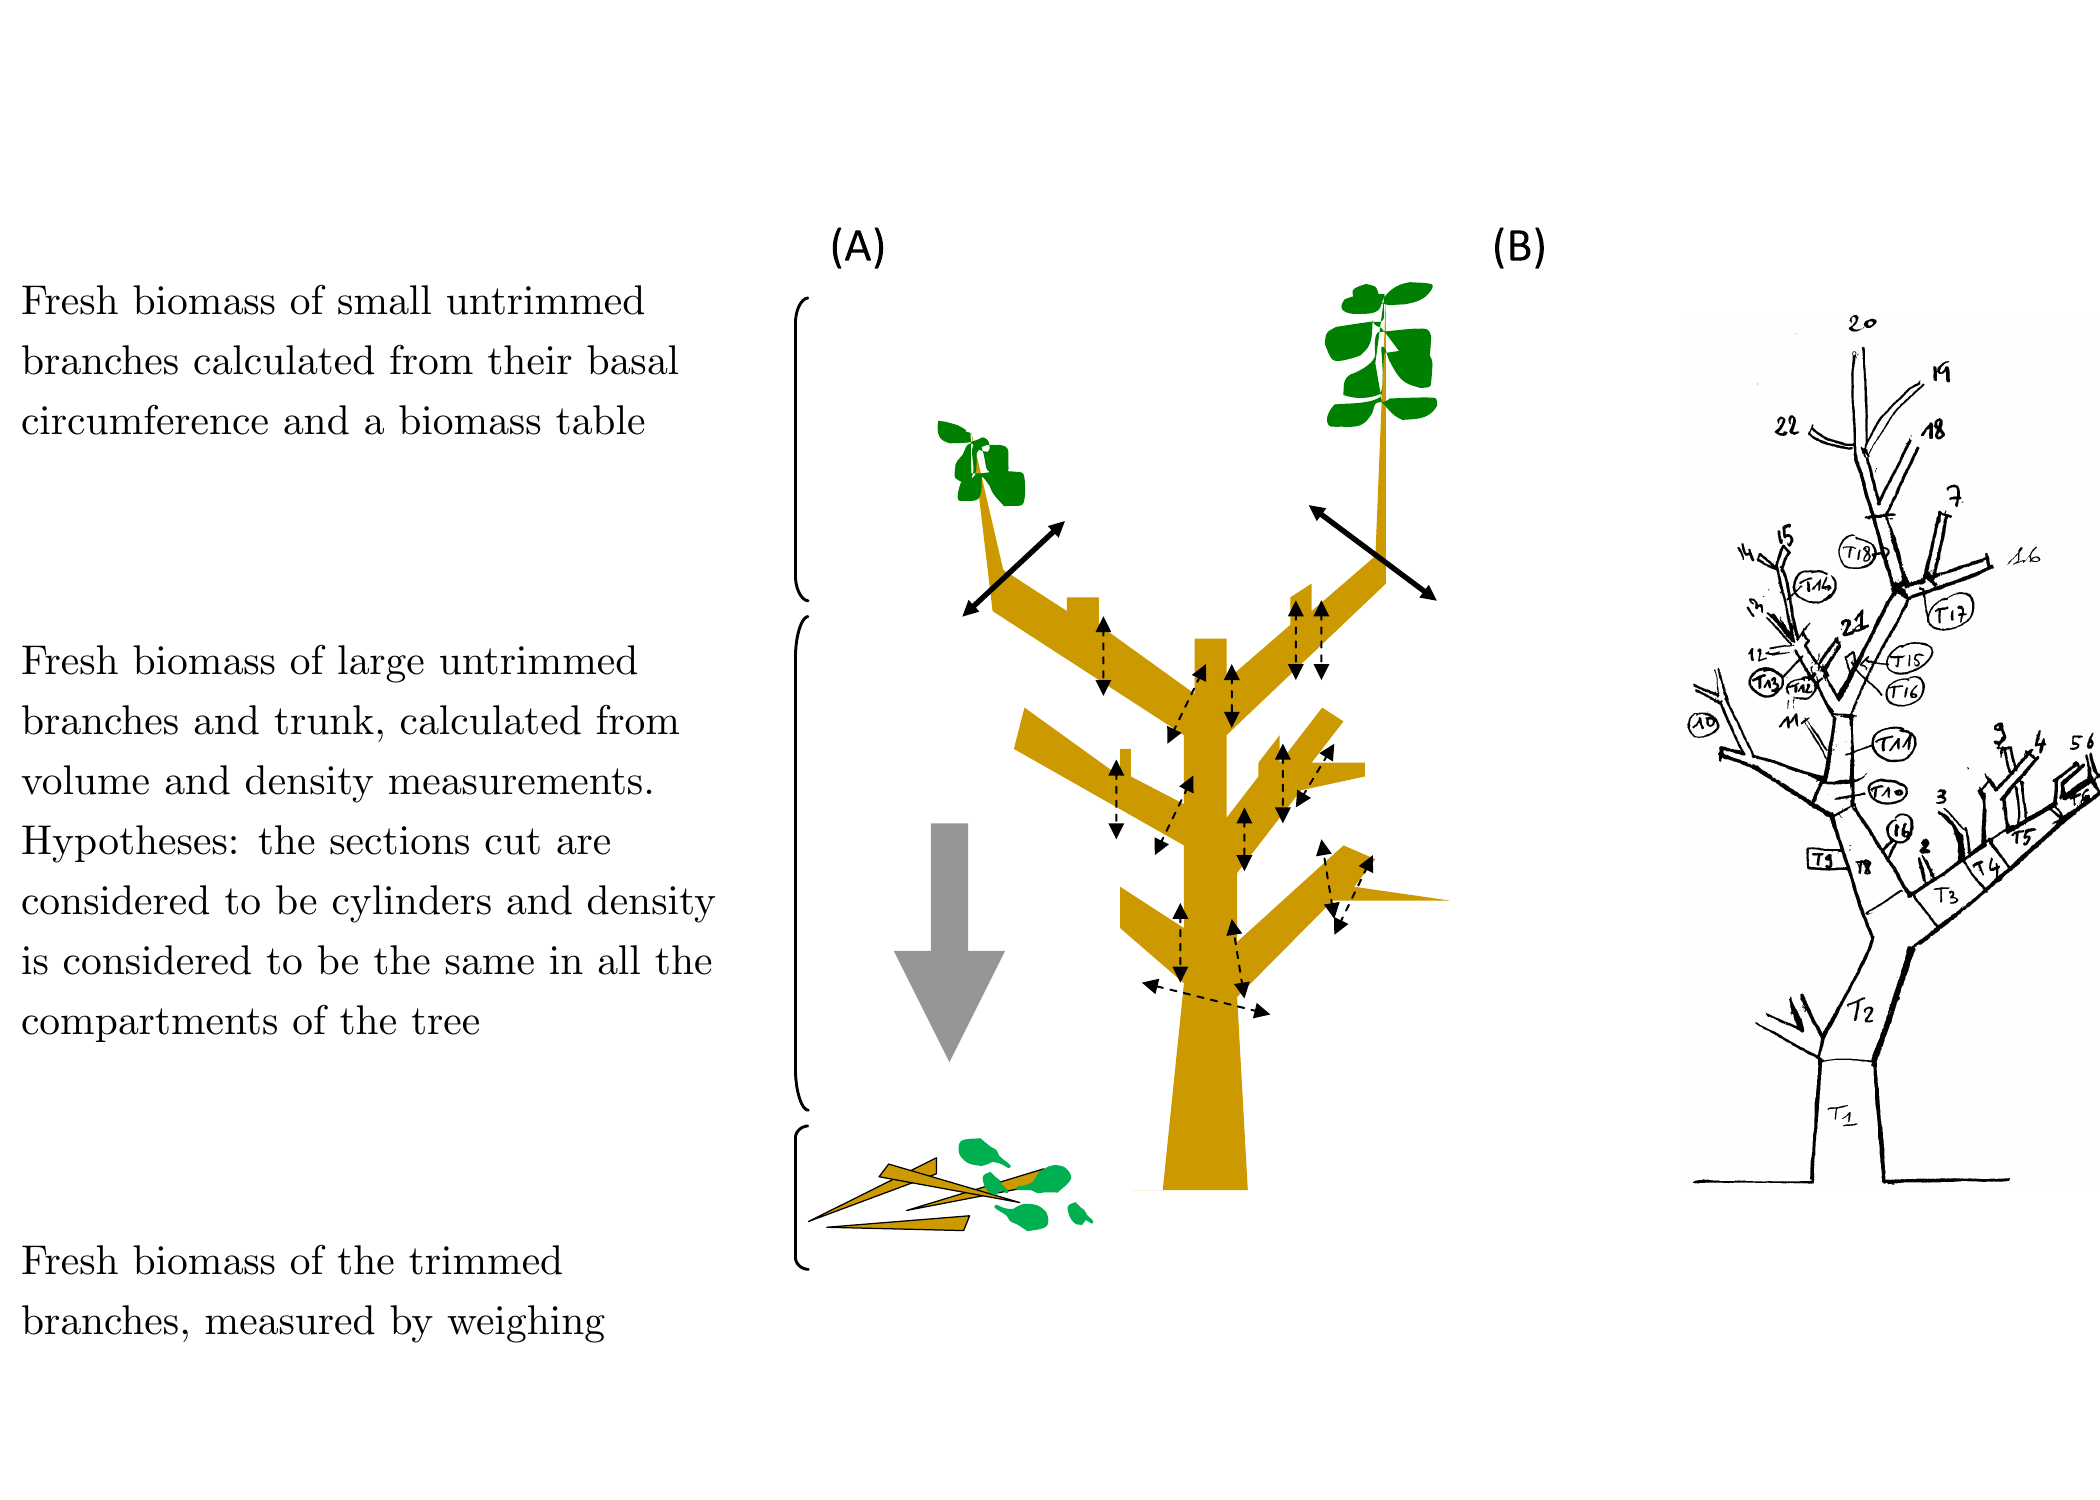 (A)
(B)
Fresh biomass of small untrimmed
branches calculated from their basal
circumference and a biomass table
Fresh biomass of large untrimmed
branches and trunk, calculated from
volume and density measurements.
Hypotheses: the sections cut are
considered to be cylinders and density
is considered to be the same in all the
compartments of the tree
Fresh biomass of the trimmed
branches, measured by weighing
20
19
22
18
7
15
14
T18
16
T14
13
T17
21
12
T15
T13
T12
T16
11
10
T11
9
4
5 6
T10
3
T6
16
T5
2
T9
T8
T4
T3
T2
T1